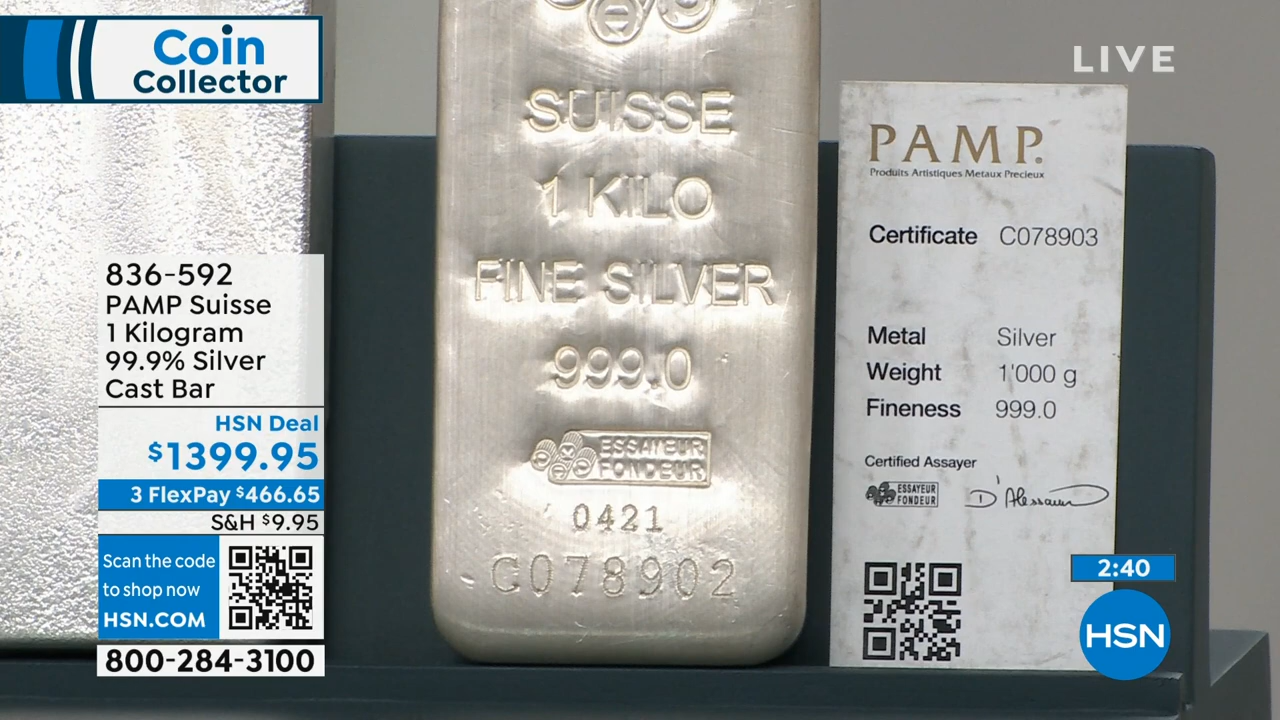 Coin
Collector
LIVE
836-592
PAMP Suisse
1 Kilogram
99.9% Silver
Cast Bar
HSN Deal
$1399.95
3 FlexPay $466.65
S&H $9.95
Scan the code
to shop now
HSN.COM
800-284-3100
SUISSE
1 KILO
FINE SILVER
999.0
ESSAYEUR
FONDEUR
0421
C078902
PAMP.
Produits Artistiques Metaux Precieux
Certificate C078903
Metal Silver
Weight 1'000 g
Fineness 999.0
Certified Assayer
ESSAYEUR
FONDEUR
2:40
HSN